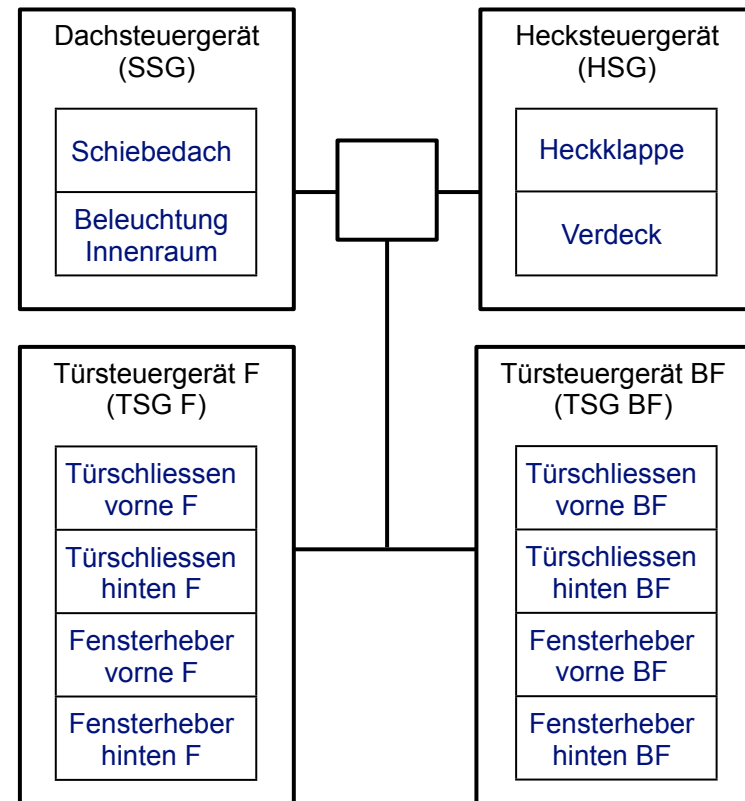 Dachsteuergerät
(SSG)
Schiebedach
Beleuchtung
Innenraum
Hecksteuergerät
(HSG)
Heckklappe
Verdeck
Türsteuergerät F
(TSG F)
Türschliessen
vorne F
Türschliessen
hinten F
Fensterheber
vorne F
Fensterheber
hinten F
Türsteuergerät BF
(TSG BF)
Türschliessen
vorne BF
Türschliessen
hinten BF
Fensterheber
vorne BF
Fensterheber
hinten BF